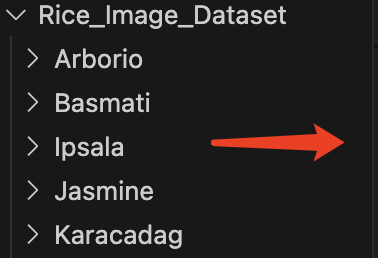 Rice_Image_Dataset
Arborio
Basmati
Ipsala
Jasmine
Karacadag